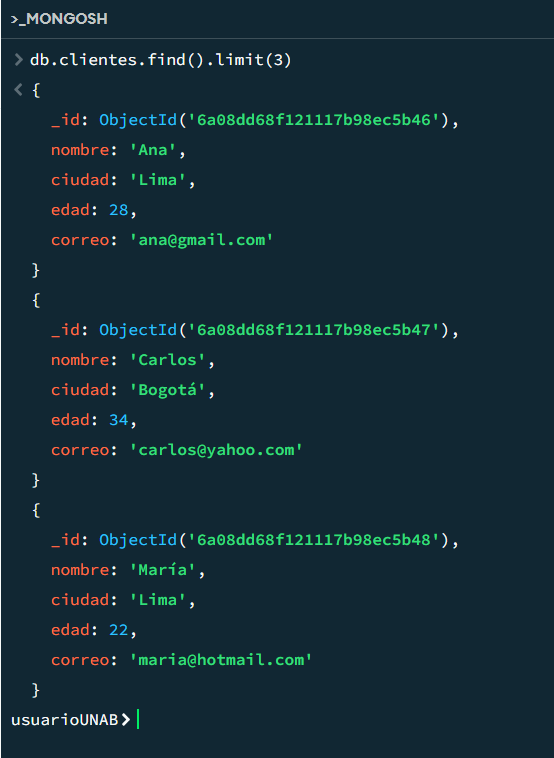 >_MONGOSH
> db.clientes.find().limit(3)
< {
_id: ObjectId('6a08dd68f121117b98ec5b46'),
nombre: 'Ana',
ciudad: 'Lima',
edad: 28,
correo: 'ana@gmail.com'
}
{
_id: ObjectId('6a08dd68f121117b98ec5b47'),
nombre: 'Carlos',
ciudad: 'Bogotá',
edad: 34,
correo: 'carlos@yahoo.com'
}
{
_id: ObjectId('6a08dd68f121117b98ec5b48'),
nombre: 'María',
ciudad: 'Lima',
edad: 22,
correo: 'maria@hotmail.com'
}
usuarioUNAB>